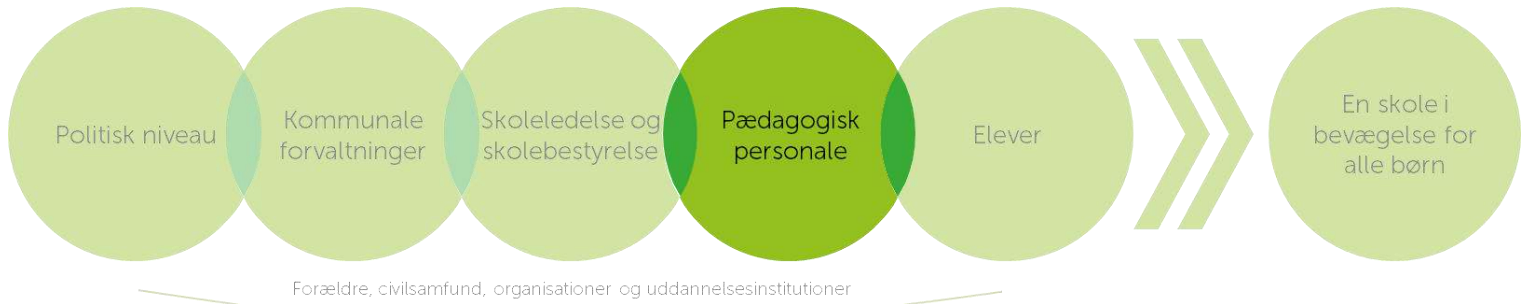 Politisk niveau
Kommunale
forvaltninger
Skoleledelse og
skolebestyrelse
Pædagogisk
personale
Elever
En skole i
bevægelse for
alle børn
Forældre, civilsamfund, organisationer og uddannelsesinstitutioner